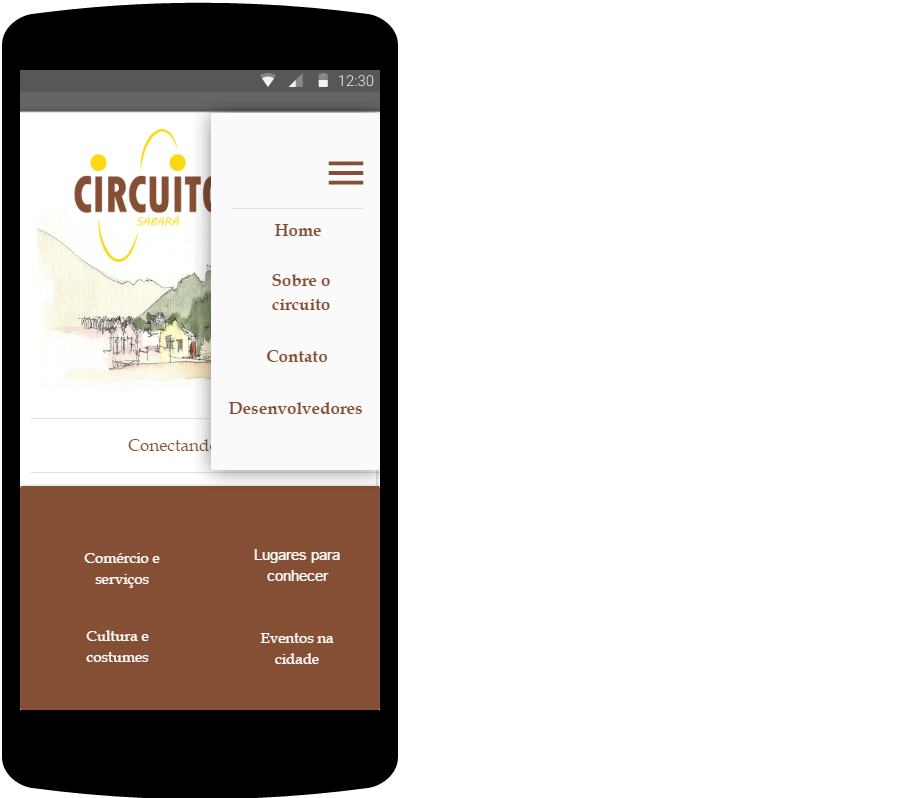 12:30
CIRCUITO
SABARÁ
Home
Sobre o
circuito
Contato
Desenvolvedores
Conectando
Comércio e
serviços
Lugares para
conhecer
Cultura e
costumes
Eventos na
cidade